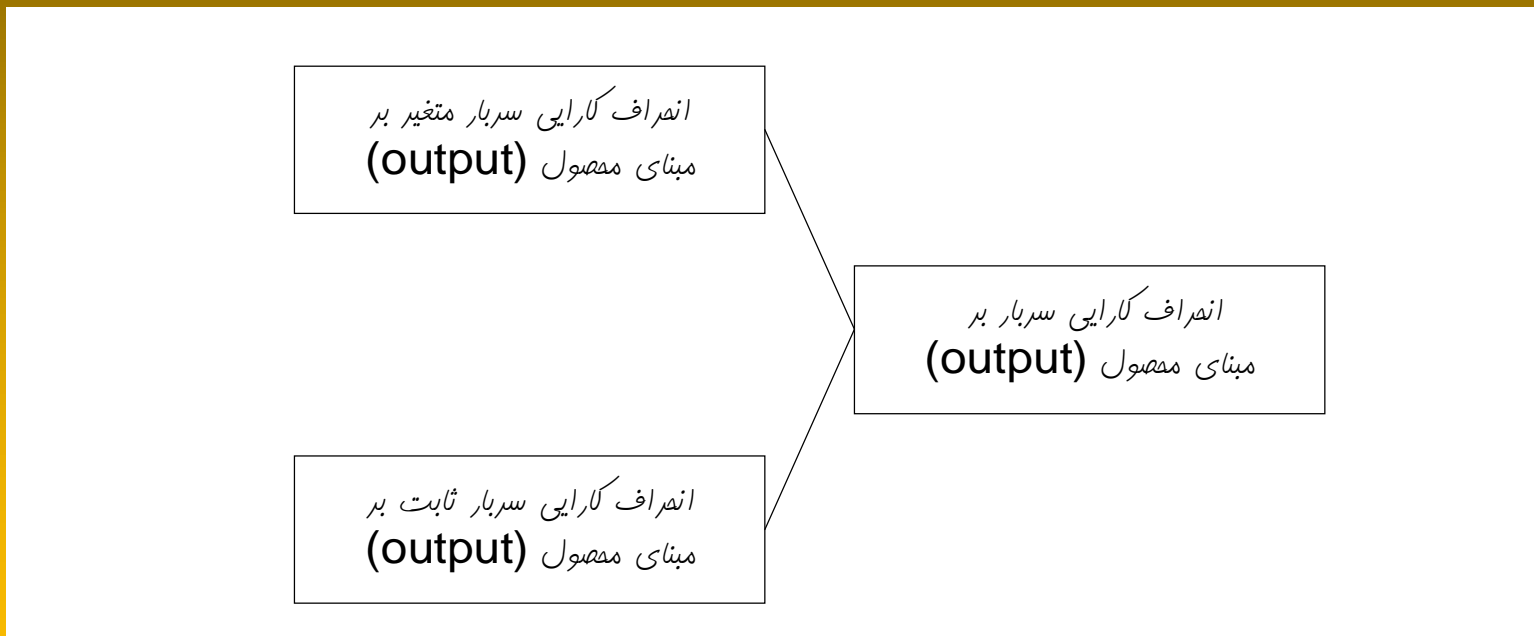 انحراف کارایی سربار متغیر بر
مبنای محصول (output)
انحراف کارایی سربار بر
مبنای محصول (output)
انحراف کارایی سربار ثابت بر
مبنای محصول (output)